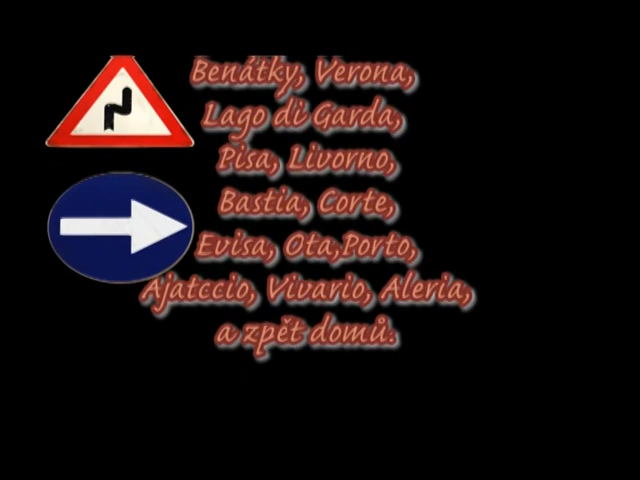 Benátky, Verona,
Lago di Garda,
Pisa, Livorno,
Bastia, Corte,
Evisa, Ota,Porto,
Ajatccio, Vivario, Aleria,
a zpět domů.